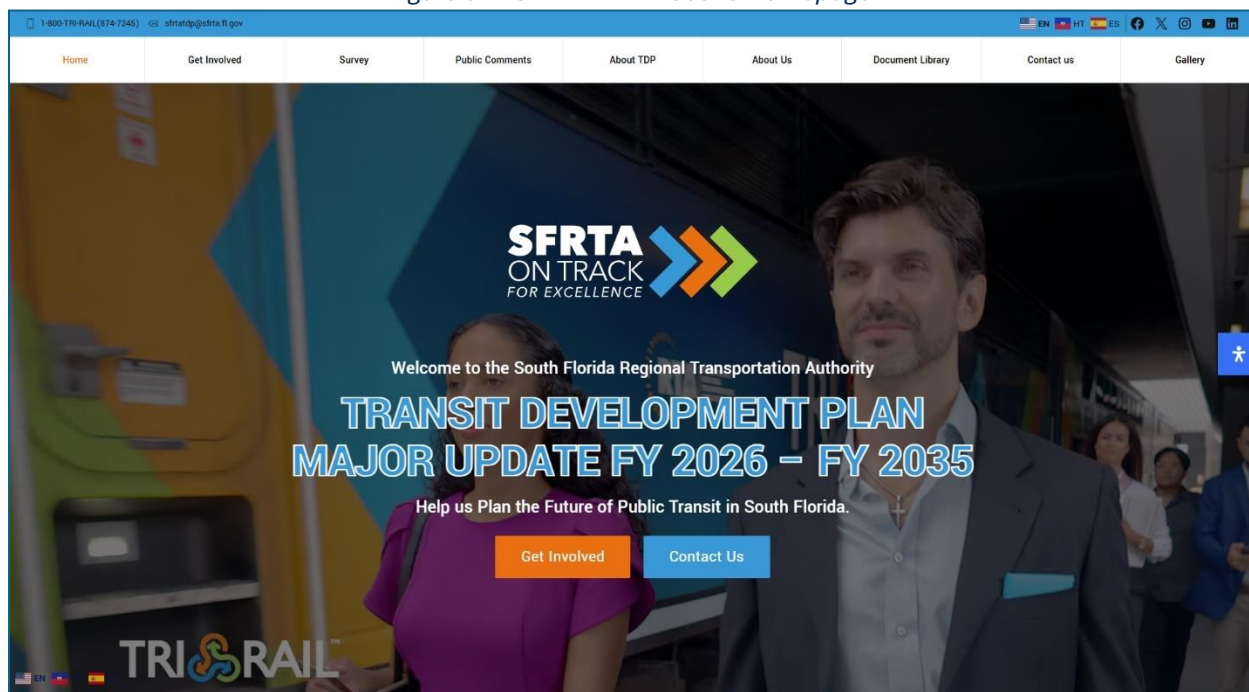 1-800-TRI-RAIL(874-7245) sfrtatdp@sfrta.fl.gov EN HT ES
Home Get Involved Survey Public Comments About TDP About Us Document Library Contact us Gallery
SFRTA
ON TRACK
FOR EXCELLENCE
Welcome to the South Florida Regional Transportation Authority
TRANSIT DEVELOPMENT PLAN
MAJOR UPDATE FY 2026 – FY 2035
Help us Plan the Future of Public Transit in South Florida.
Get Involved Contact Us
TRI RAIL™
EN